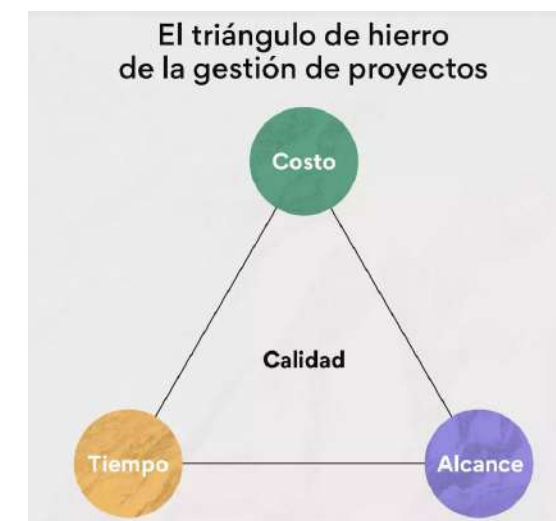 El triángulo de hierro
de la gestión de proyectos
Costo
Calidad
Tiempo
Alcance